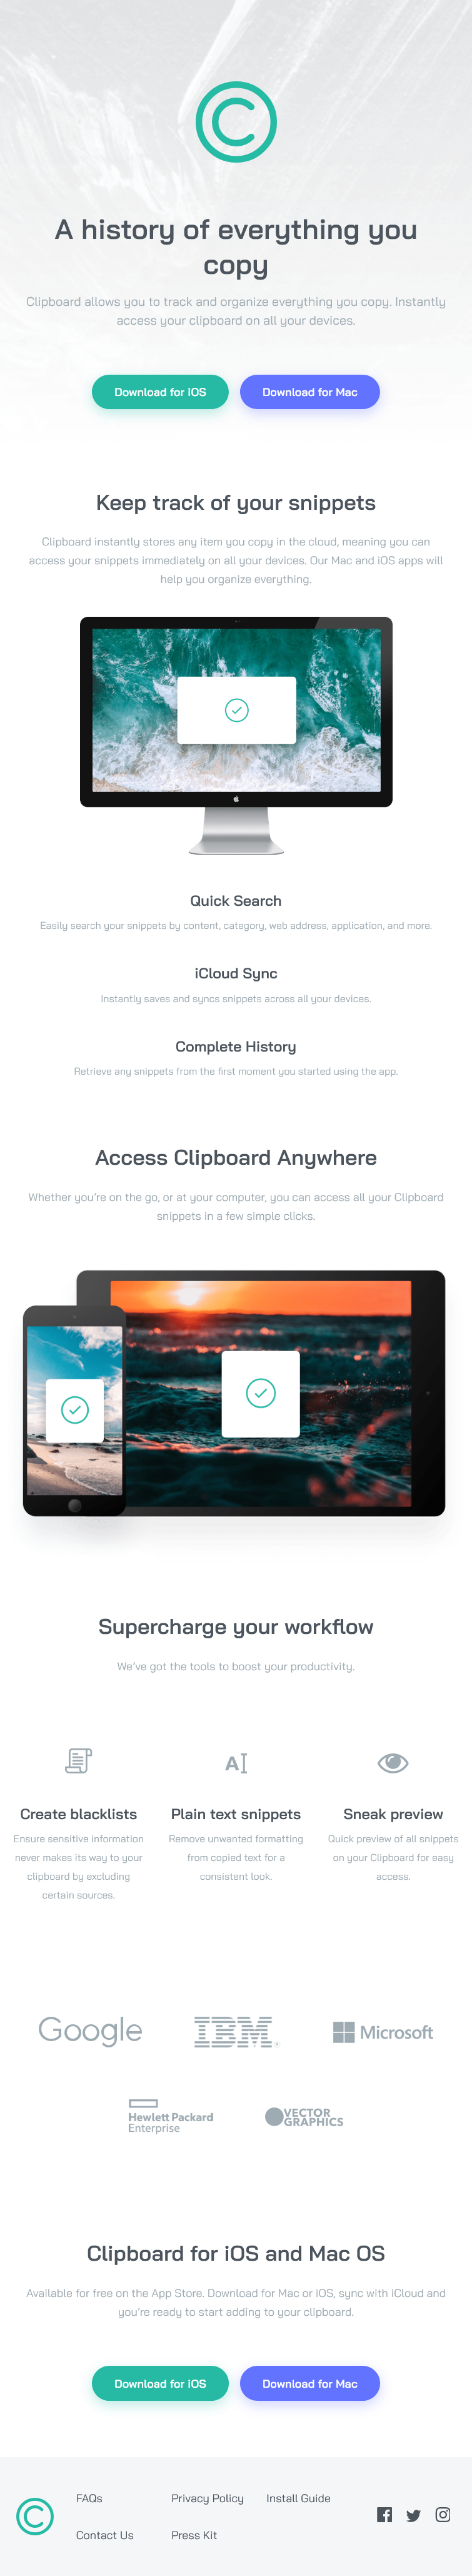 A history of everything you
copy
Clipboard allows you to track and organize everything you copy. Instantly
access your clipboard on all your devices.
Download for iOS
Download for Mac
Keep track of your snippets
Clipboard instantly stores any item you copy in the cloud, meaning you can
access your snippets immediately on all your devices. Our Mac and iOS apps will
help you organize everything.
Quick Search
Easily search your snippets by content, category, web address, application, and more.
iCloud Sync
Instantly saves and syncs snippets across all your devices.
Complete History
Retrieve any snippets from the first moment you started using the app.
Access Clipboard Anywhere
Whether you’re on the go, or at your computer, you can access all your Clipboard
snippets in a few simple clicks.
Supercharge your workflow
We’ve got the tools to boost your productivity.
A
Create blacklists
Ensure sensitive information
never makes its way to your
clipboard by excluding
certain sources.
Plain text snippets
Remove unwanted formatting
from copied text for a
consistent look.
Sneak preview
Quick preview of all snippets
on your Clipboard for easy
access.
Google
IBM
Microsoft
Hewlett Packard
Enterprise
VECTOR
GRAPHICS
Clipboard for iOS and Mac OS
Available for free on the App Store. Download for Mac or iOS, sync with iCloud and
you’re ready to start adding to your clipboard.
Download for iOS
Download for Mac
FAQs
Privacy Policy
Install Guide
Contact Us
Press Kit